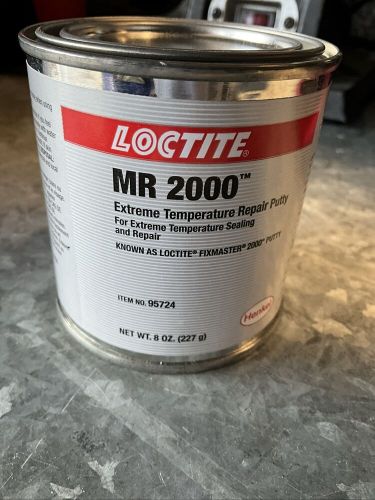 LOCTITE®
MR 2000™
Extreme Temperature Repair Putty
For Extreme Temperature Sealing
and Repair
KNOWN AS LOCTITE® FIXMASTER® 2000° PUTTY
ITEM NO. 95724
Henkel
NET WT. 8 OZ. (227 g)